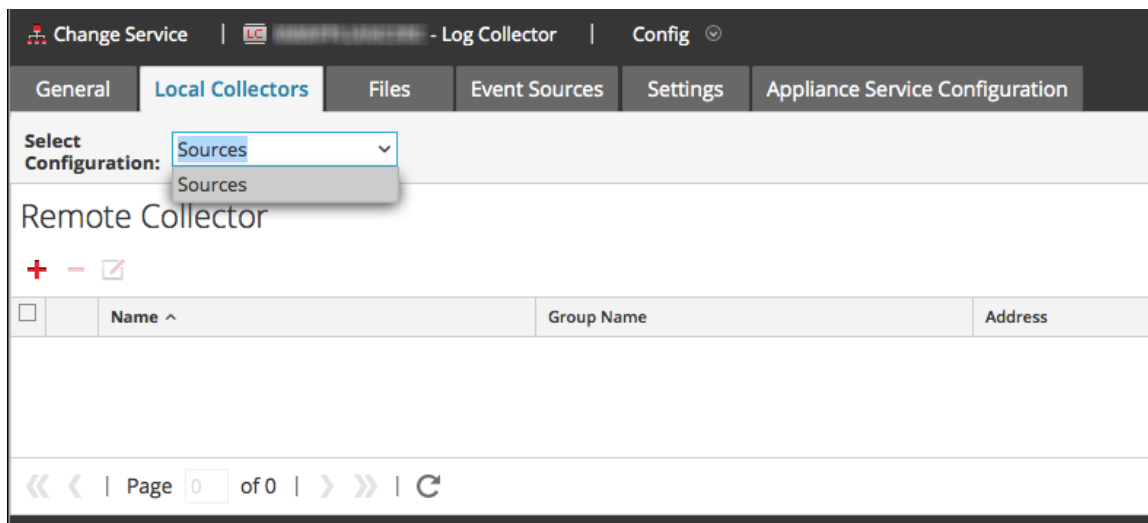 Change Service | LC - Log Collector | Config
General Local Collectors Files Event Sources Settings Appliance Service Configuration
Select Configuration: Sources
Sources
Remote Collector
Name Group Name Address
Page 0 of 0